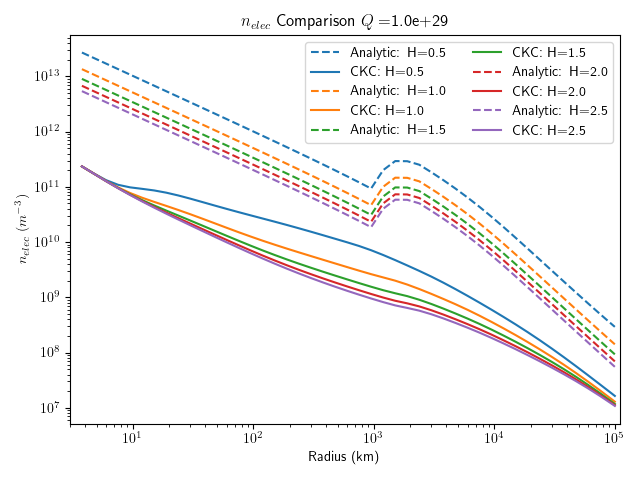 n_elec Comparison Q =1.0e+29
Analytic: H=0.5
CKC: H=0.5
Analytic: H=1.0
CKC: H=1.0
Analytic: H=1.5
CKC: H=1.5
Analytic: H=2.0
CKC: H=2.0
Analytic: H=2.5
CKC: H=2.5
n_elec (m^−3)
10^13
10^12
10^11
10^10
10^9
10^8
10^7
10^1 10^2 10^3 10^4 10^5
Radius (km)